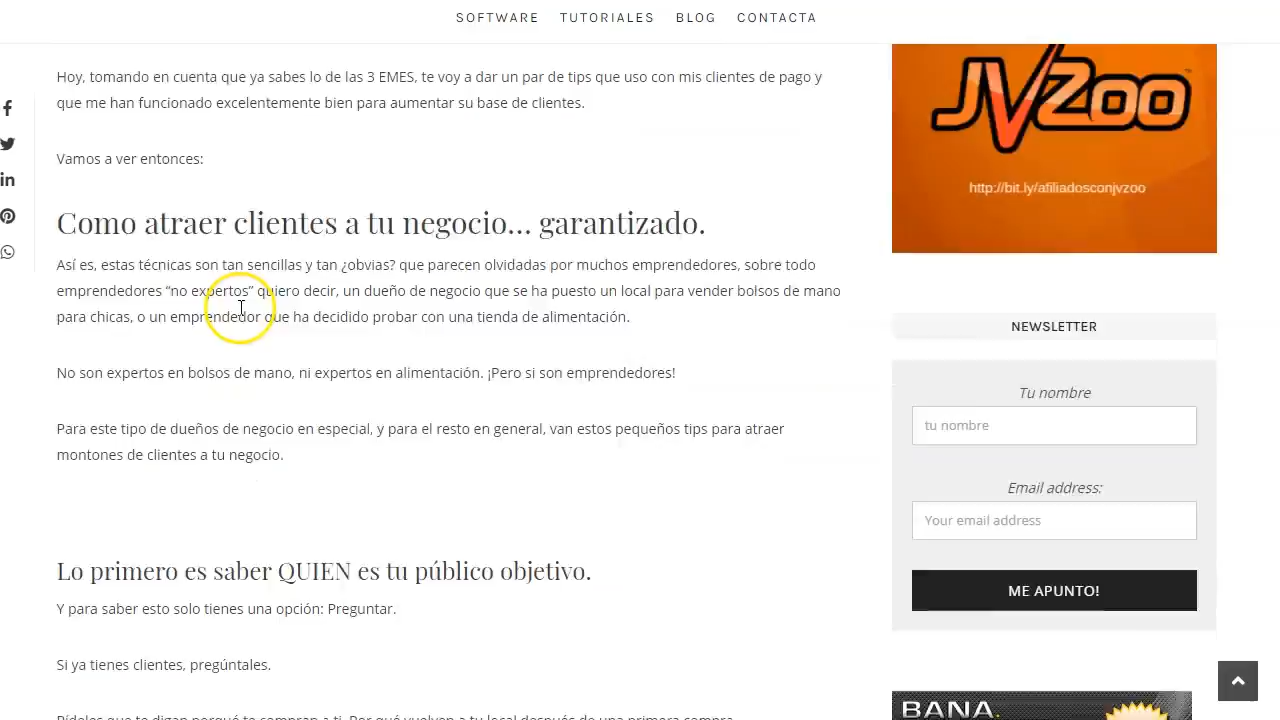 SOFTWARE TUTORIALES BLOG CONTACTA
Hoy, tomando en cuenta que ya sabes lo de las 3 EMES, te voy a dar un par de tips que uso con mis clientes de pago y
que me han funcionado excelentemente bien para aumentar su base de clientes.
Vamos a ver entonces:
Como atraer clientes a tu negocio... garantizado.
Así es, estas técnicas son tan sencillas y tan ¿obvias? que parecen olvidadas por muchos emprendedores, sobre todo
emprendedores “no expertos” quiero decir, un dueño de negocio que se ha puesto un local para vender bolsos de mano
para chicas, o un emprendedor que ha decidido probar con una tienda de alimentación.
No son expertos en bolsos de mano, ni expertos en alimentación. ¡Pero si son emprendedores!
Para este tipo de dueños de negocio en especial, y para el resto en general, van estos pequeños tips para atraer
montones de clientes a tu negocio.
Lo primero es saber QUIEN es tu público objetivo.
Y para saber esto solo tienes una opción: Preguntar.
Si ya tienes clientes, pregúntales.
Pídeles que te digan porqué te compran a ti. Por qué vuelven a tu local después de una primera compra.
JVZoo
http://bit.ly/afiliadosconjvzoo
NEWSLETTER
Tu nombre
tu nombre
Email address:
Your email address
ME APUNTO!
BANA.